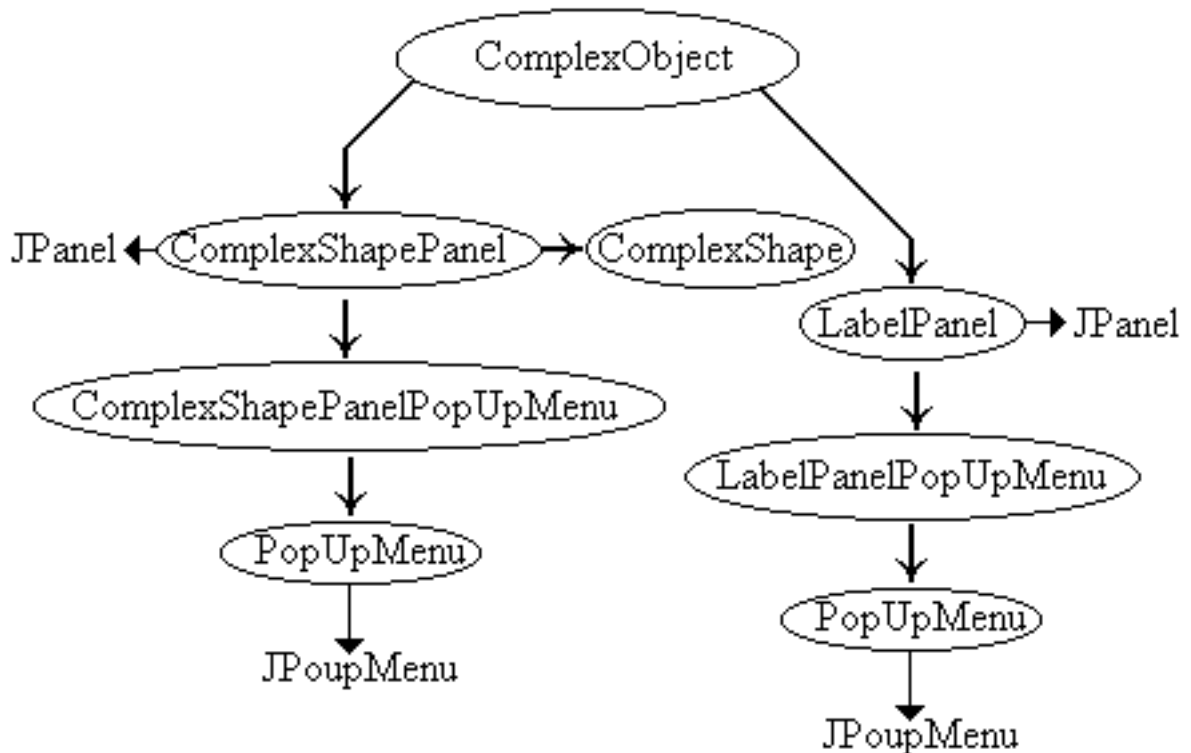 ComplexObject
JPanel
ComplexShapePanel
ComplexShape
LabelPanel
JPanel
ComplexShapePanelPopUpMenu
LabelPanelPopUpMenu
PopUpMenu
PopUpMenu
JPoupMenu
JPoupMenu